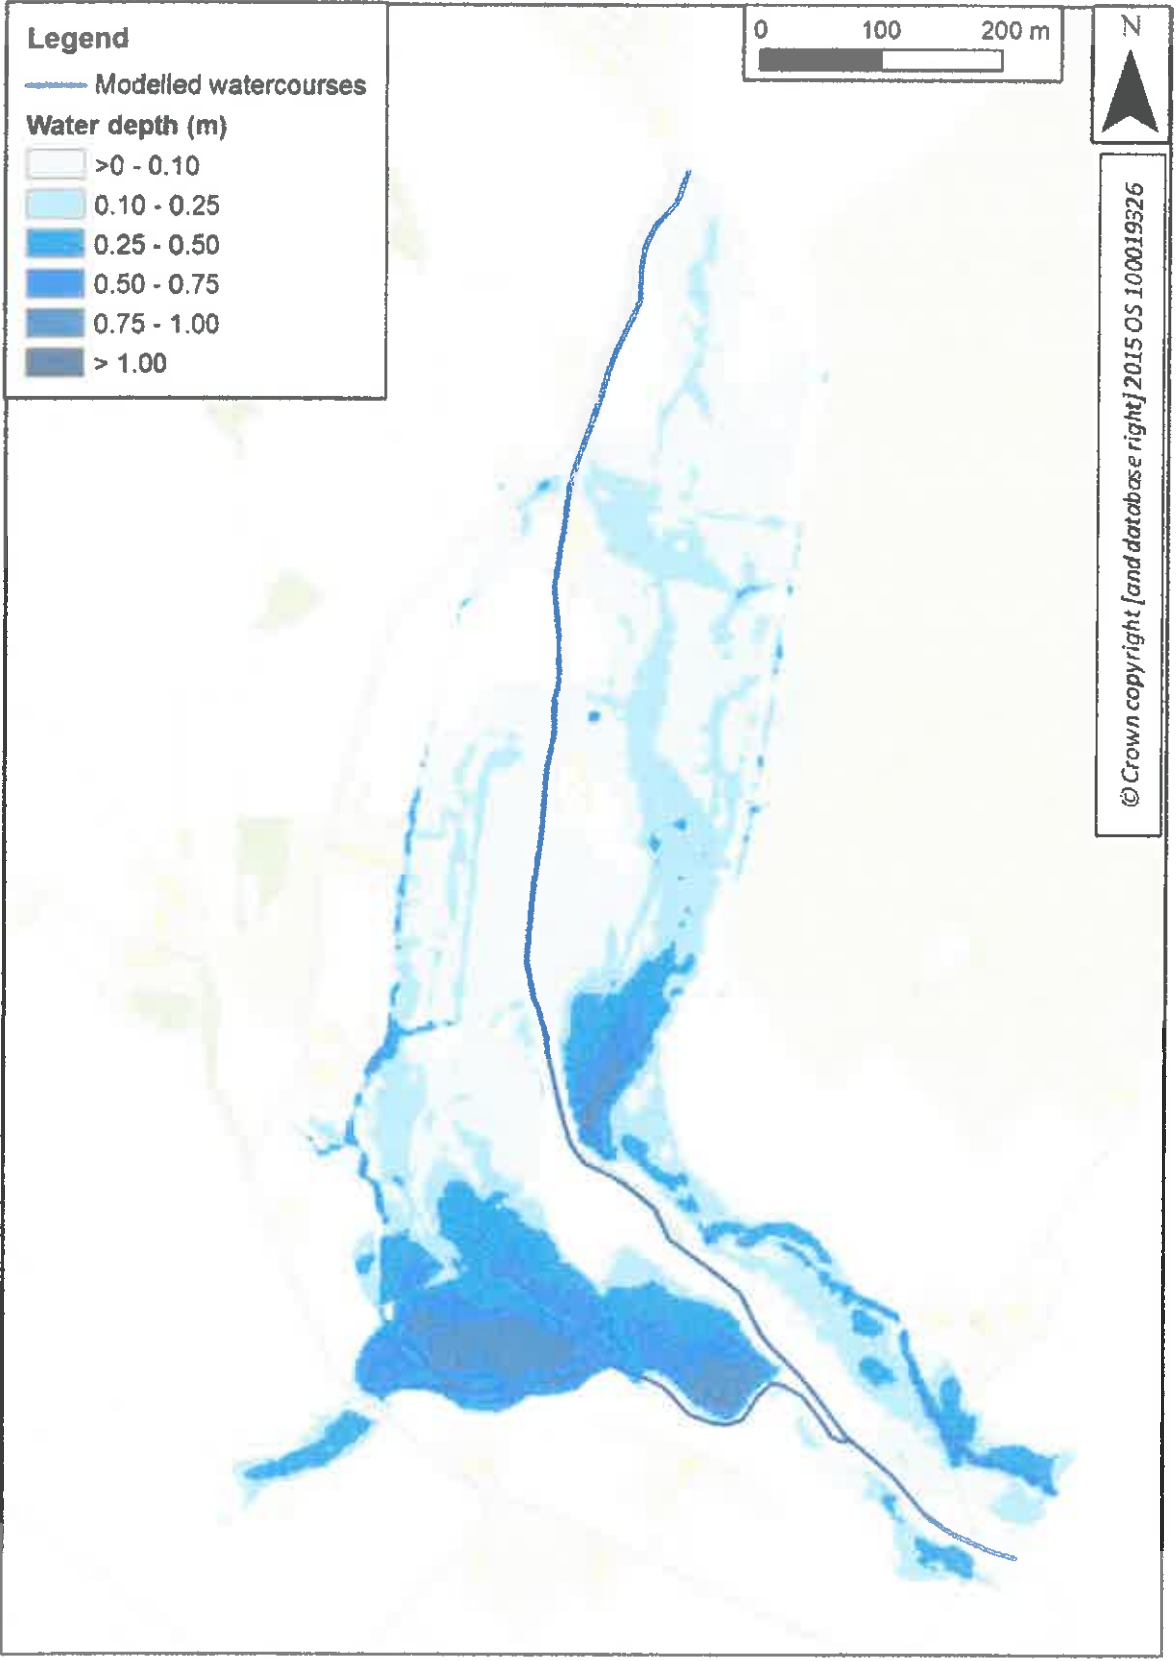 Legend
Modelled watercourses
Water depth (m)
>0 - 0.10
0.10 - 0.25
0.25 - 0.50
0.50 - 0.75
0.75 - 1.00
> 1.00
0 100 200 m
N
© Crown copyright [and database right] 2015 OS 100019326